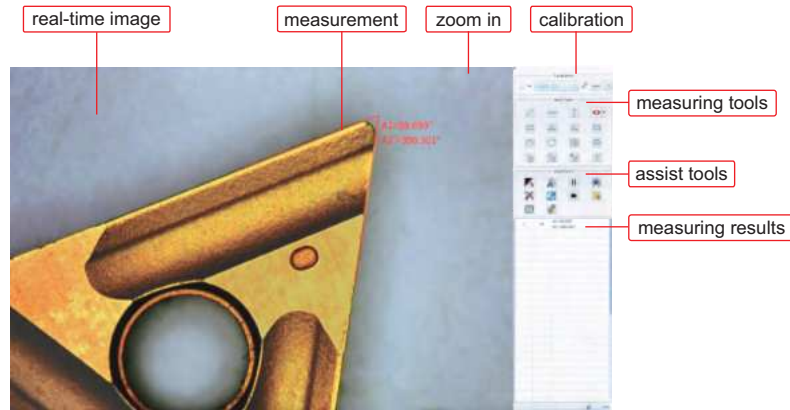 real-time image
measurement
zoom in
calibration
measuring tools
assist tools
measuring results